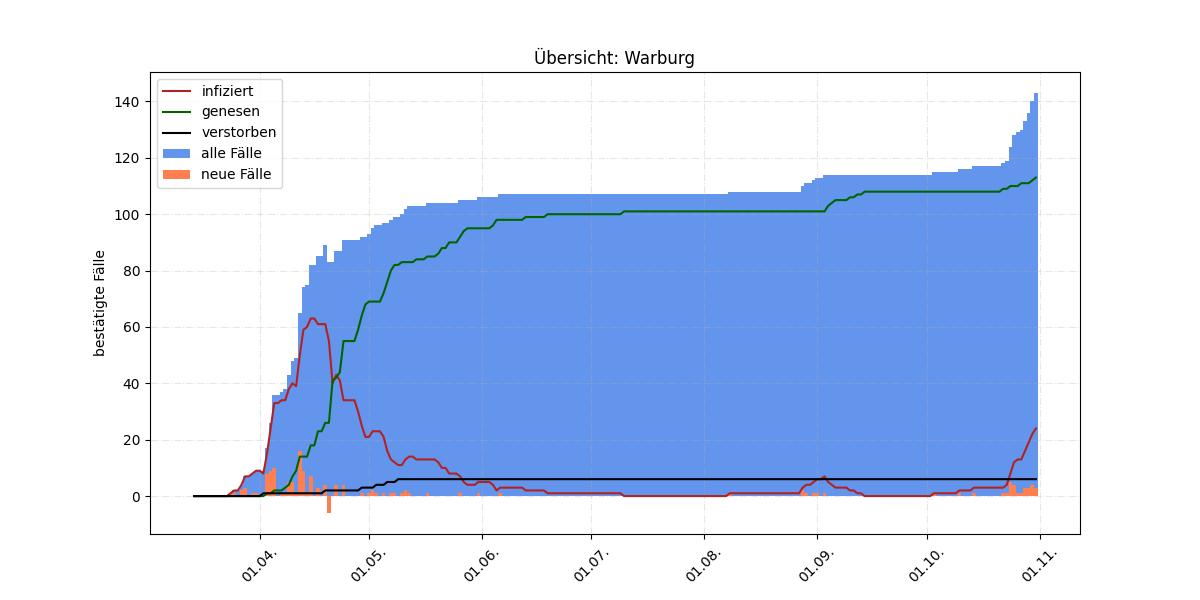 Übersicht: Warburg
infiziert
genesen
verstorben
alle Fälle
neue Fälle
bestätigte Fälle
140
120
100
80
60
40
20
0
01.04.
01.05.
01.06.
01.07.
01.08.
01.09.
01.10.
01.11.